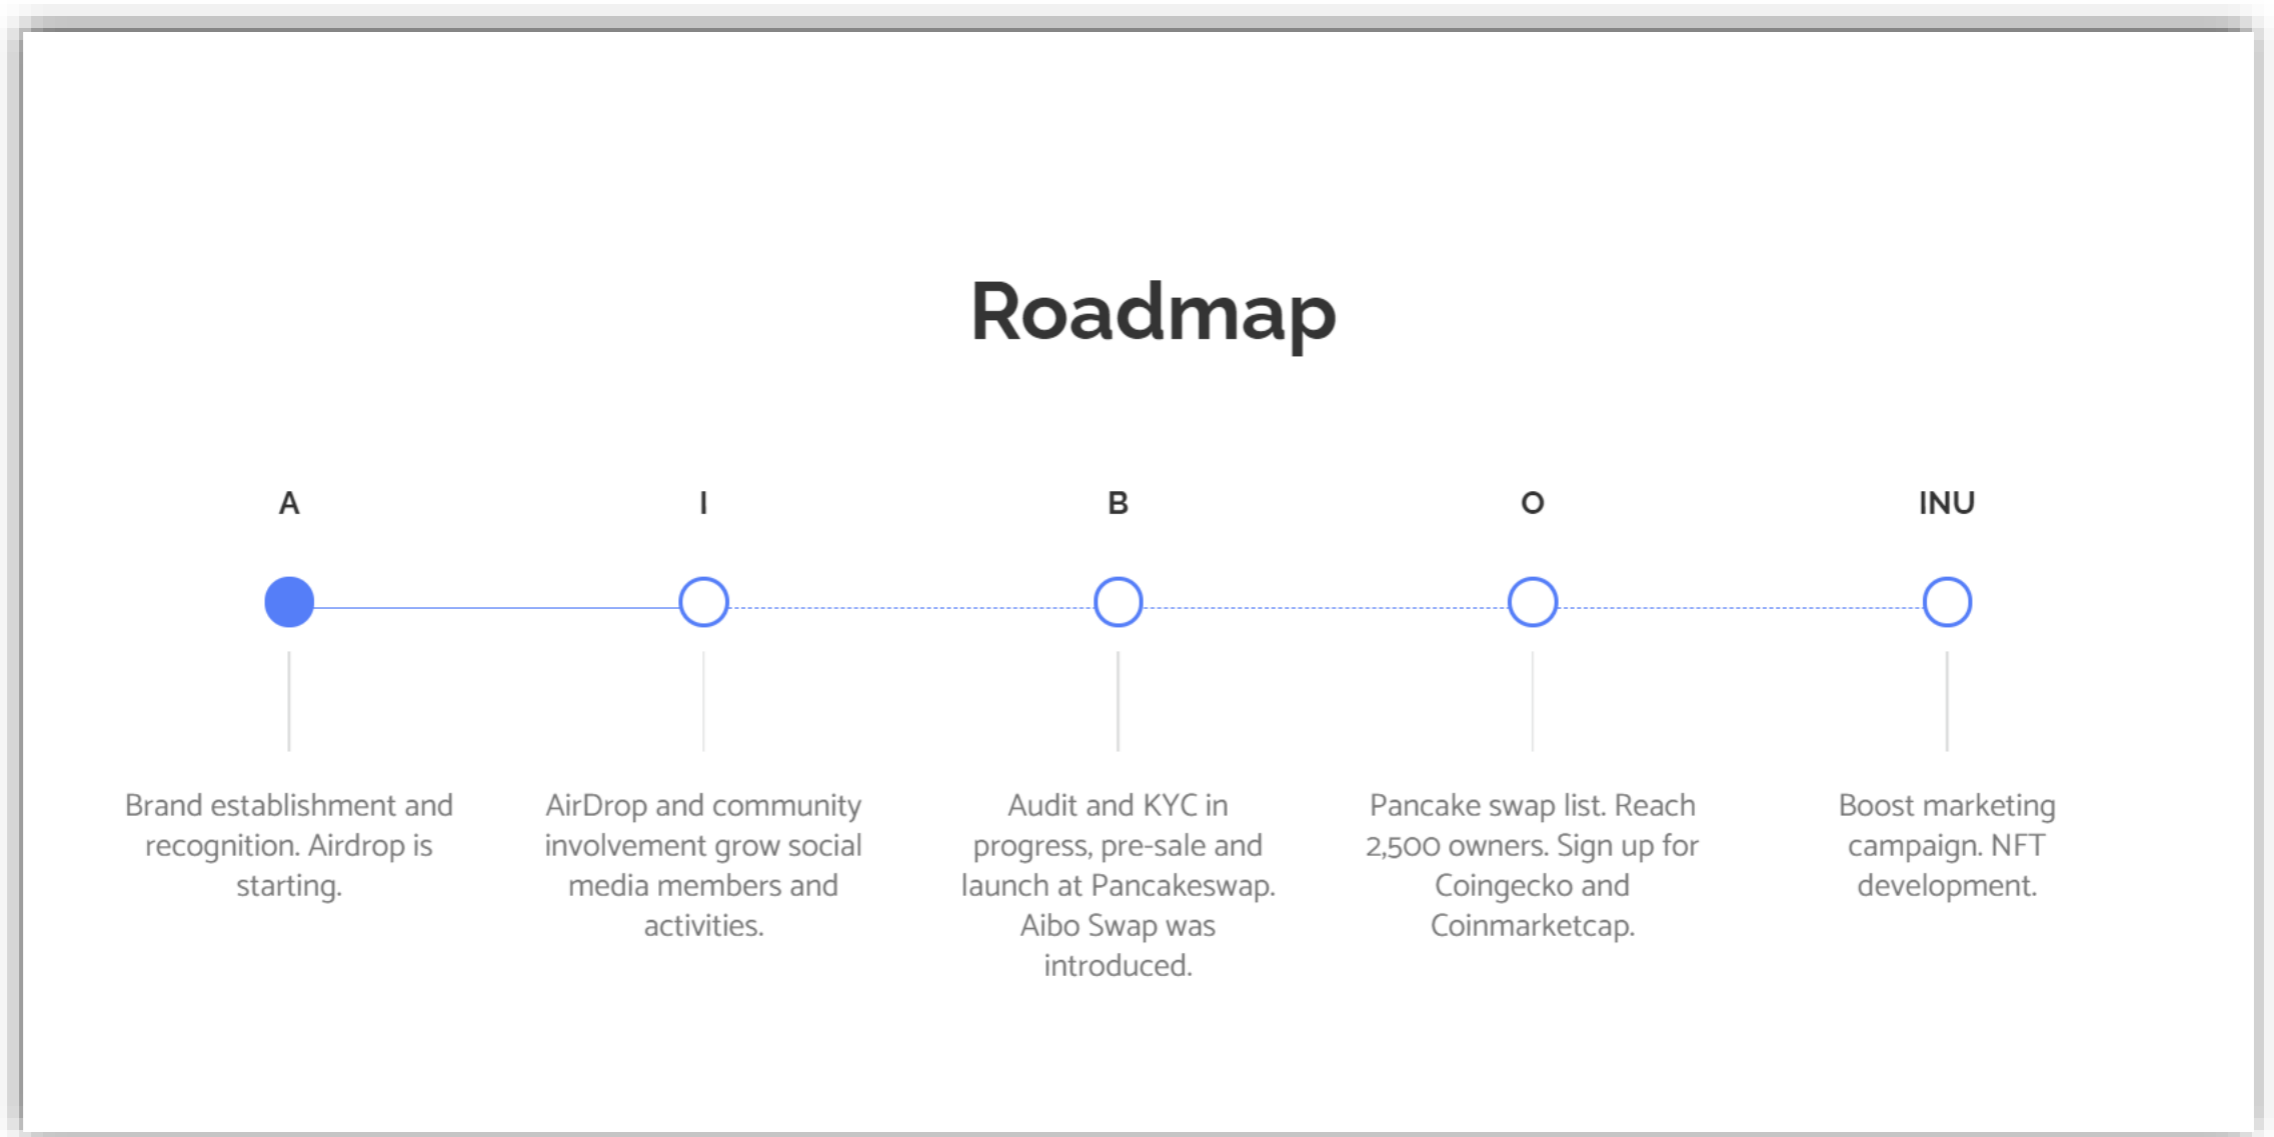 Roadmap
A
I
B
O
INU
Brand establishment and
recognition. Airdrop is
starting.
AirDrop and community
involvement grow social
media members and
activities.
Audit and KYC in
progress, pre-sale and
launch at Pancakeswap.
Aibo Swap was
introduced.
Pancake swap list. Reach
2,500 owners. Sign up for
Coingecko and
Coinmarketcap.
Boost marketing
campaign. NFT
development.